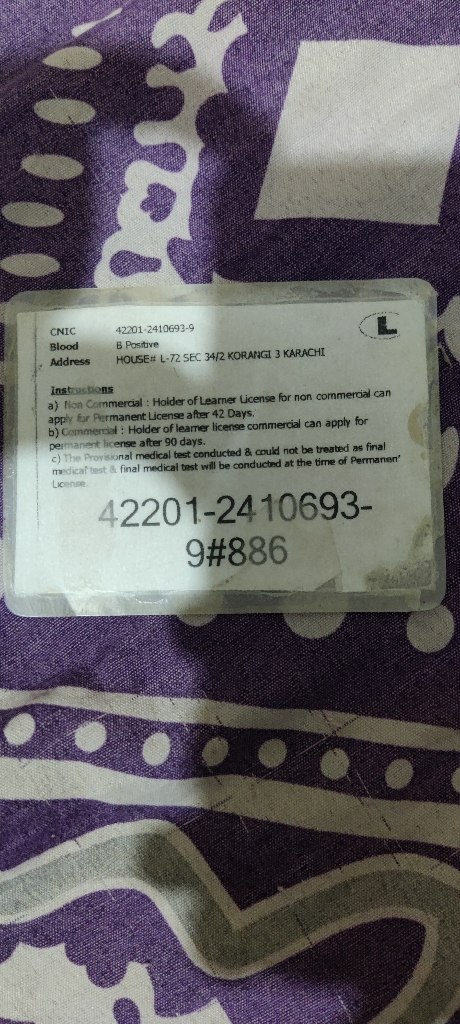 L
CNIC 42201-2410693-9
Blood B Positive
Address HOUSE# L-72 SEC 34/2 KORANGI 3 KARACHI
Instructions
a) Non Commercial : Holder of Learner License for non commercial can
apply for Permanent License after 42 Days.
b) Commercial : Holder of learner license commercial can apply for
permanent license after 90 days.
c) The Provisional medical test conducted & could not be treated as final
medical test & final medical test will be conducted at the time of Permanen'
License.
42201-2410693-
9#886